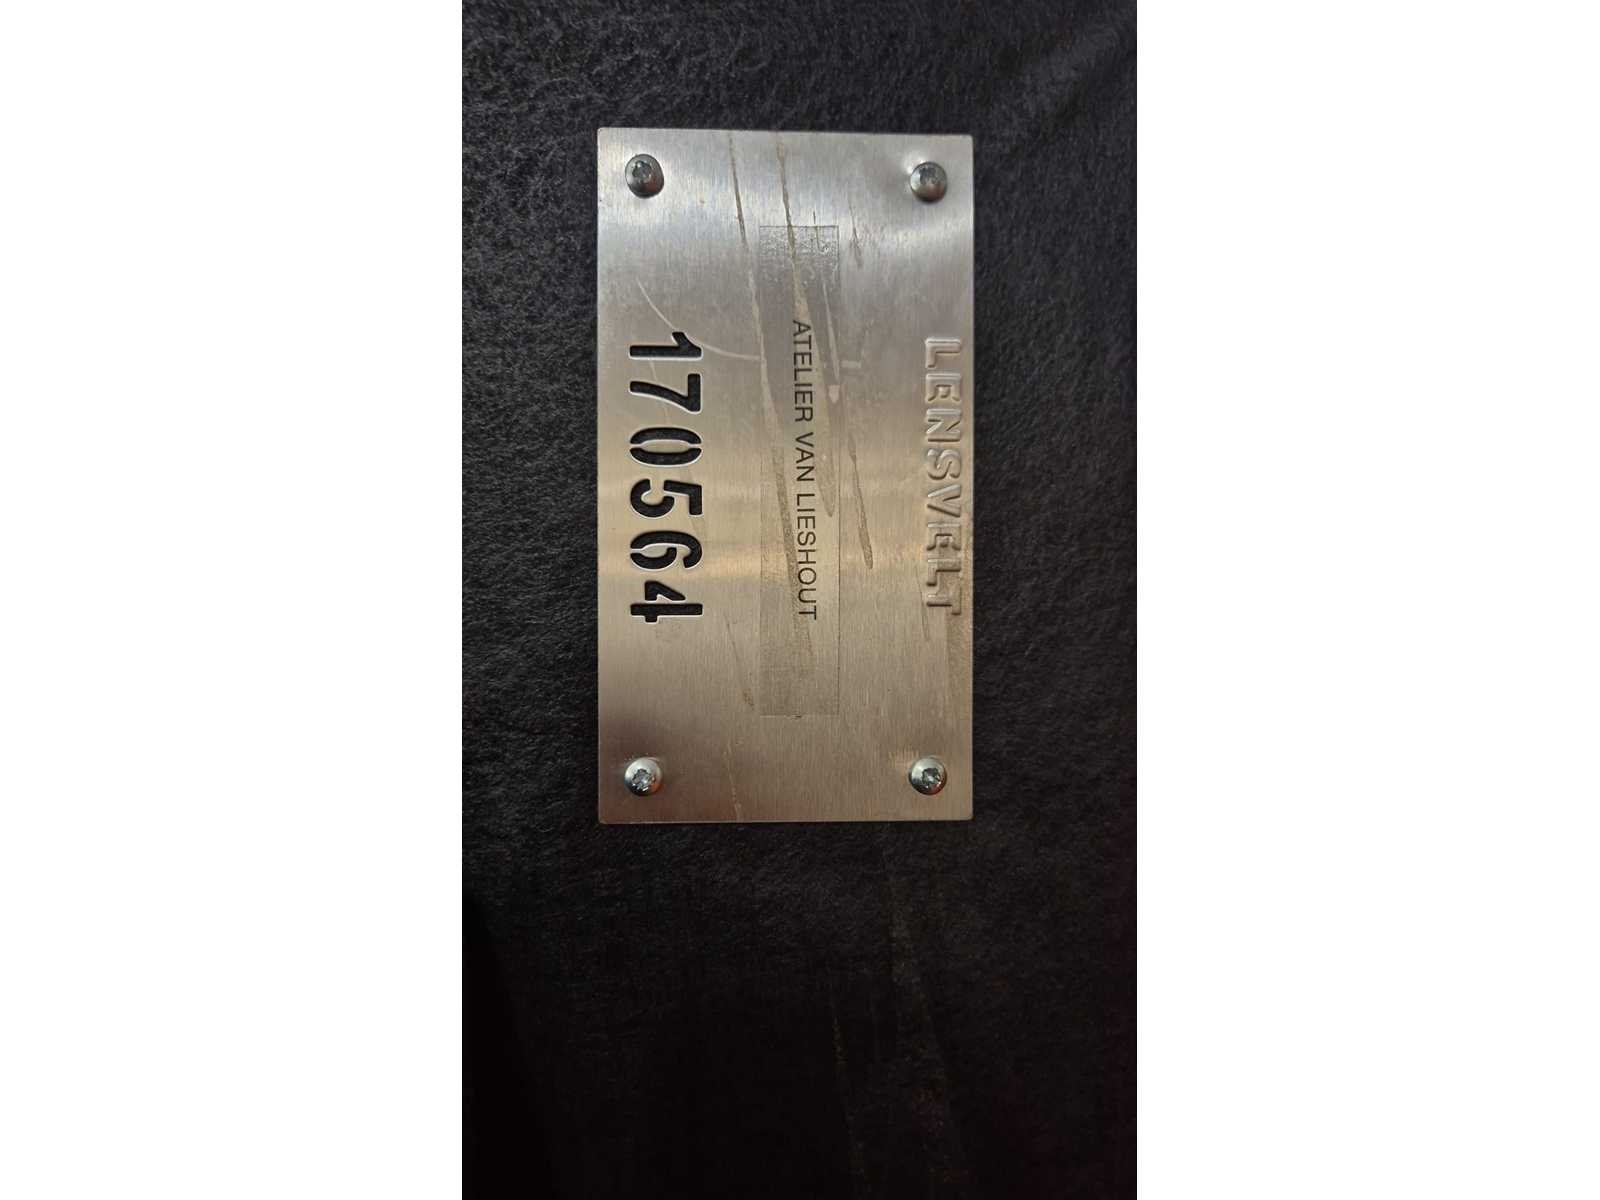 LENSVELT
ATELIER VAN LIESHOUT
170564